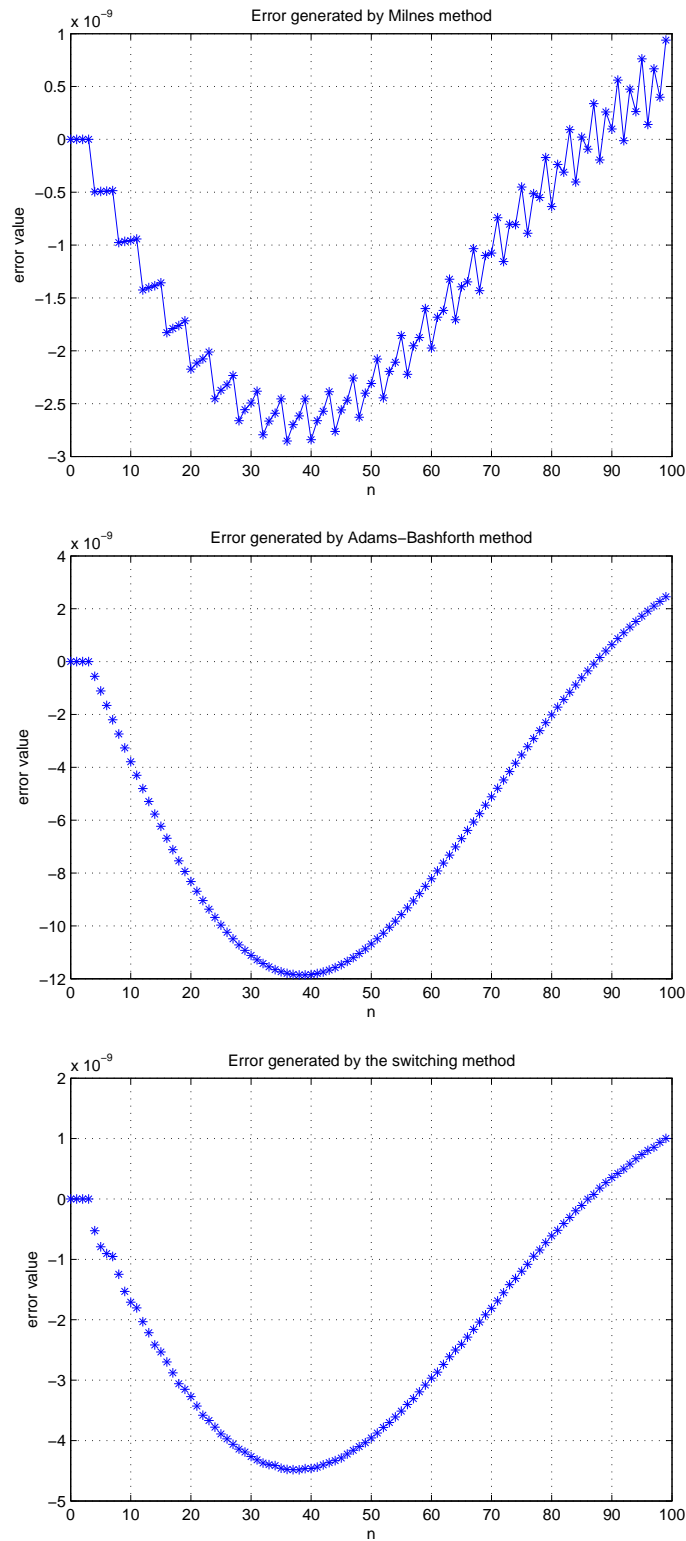 Error generated by Milnes method
x 10⁻⁹
1
0.5
0
−0.5
−1
−1.5
−2
−2.5
−3
error value
0 10 20 30 40 50 60 70 80 90 100
n
Error generated by Adams−Bashforth method
x 10⁻⁹
4
2
0
−2
−4
−6
−8
−10
−12
error value
0 10 20 30 40 50 60 70 80 90 100
n
Error generated by the switching method
x 10⁻⁹
2
1
0
−1
−2
−3
−4
−5
error value
0 10 20 30 40 50 60 70 80 90 100
n